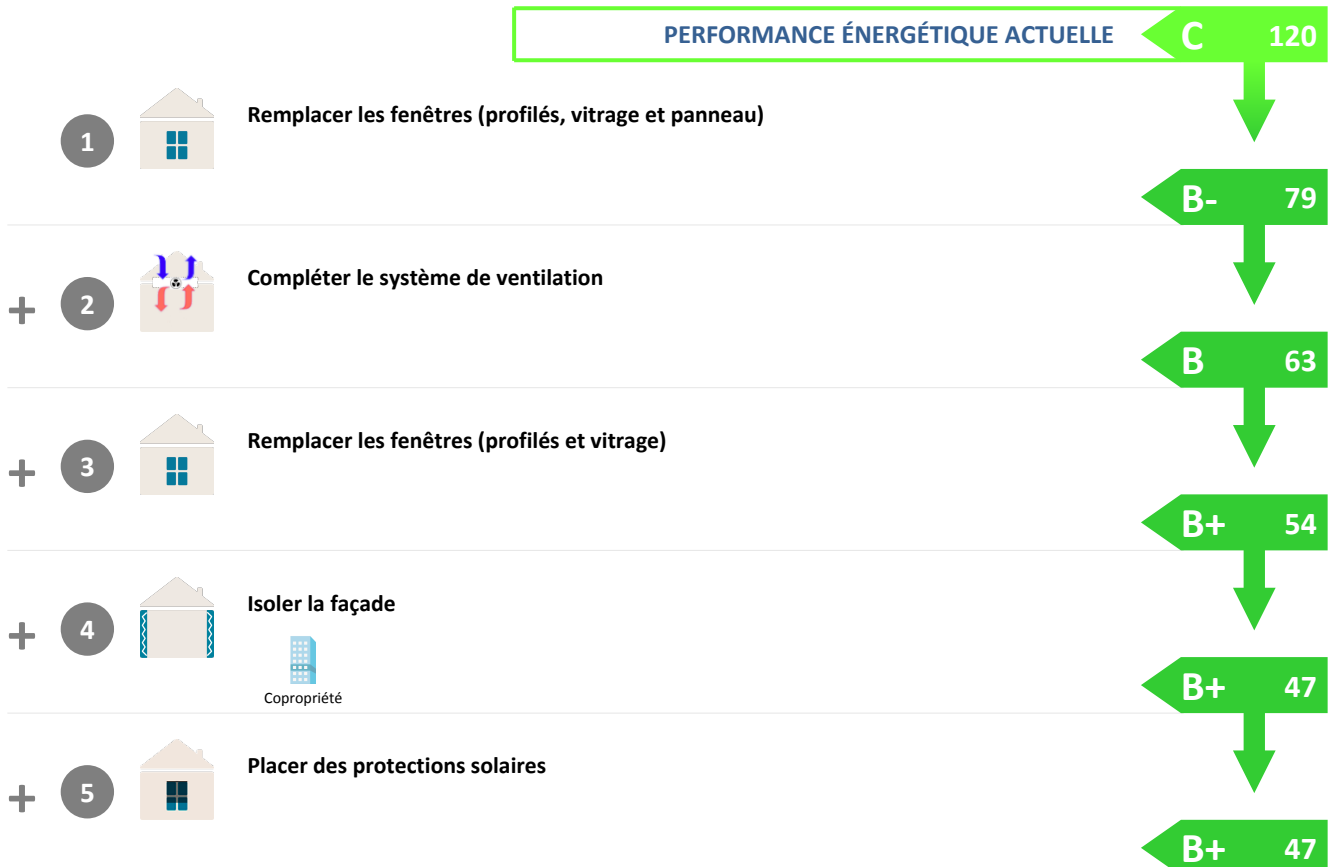 PERFORMANCE ÉNERGÉTIQUE ACTUELLE C 120
1 Remplacer les fenêtres (profilés, vitrage et panneau)
B- 79
+ 2 Compléter le système de ventilation
B 63
+ 3 Remplacer les fenêtres (profilés et vitrage)
B+ 54
+ 4 Isoler la façade
Copropriété
B+ 47
+ 5 Placer des protections solaires
B+ 47